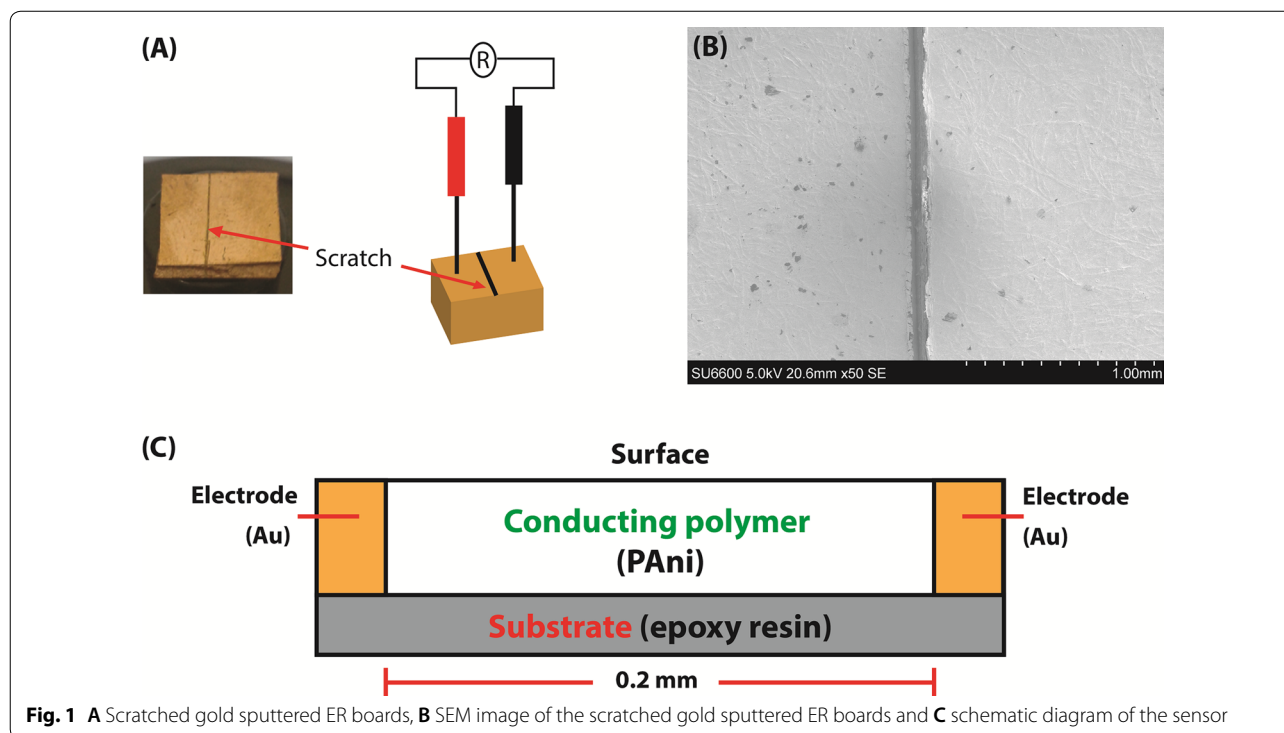 (A)
R
Scratch
(B)
SU6600 5.0kV 20.6mm x50 SE
1.00mm
(C)
Surface
Electrode
(Au)
Conducting polymer
(PAni)
Electrode
(Au)
Substrate (epoxy resin)
0.2 mm
Fig. 1 A Scratched gold sputtered ER boards, B SEM image of the scratched gold sputtered ER boards and C schematic diagram of the sensor